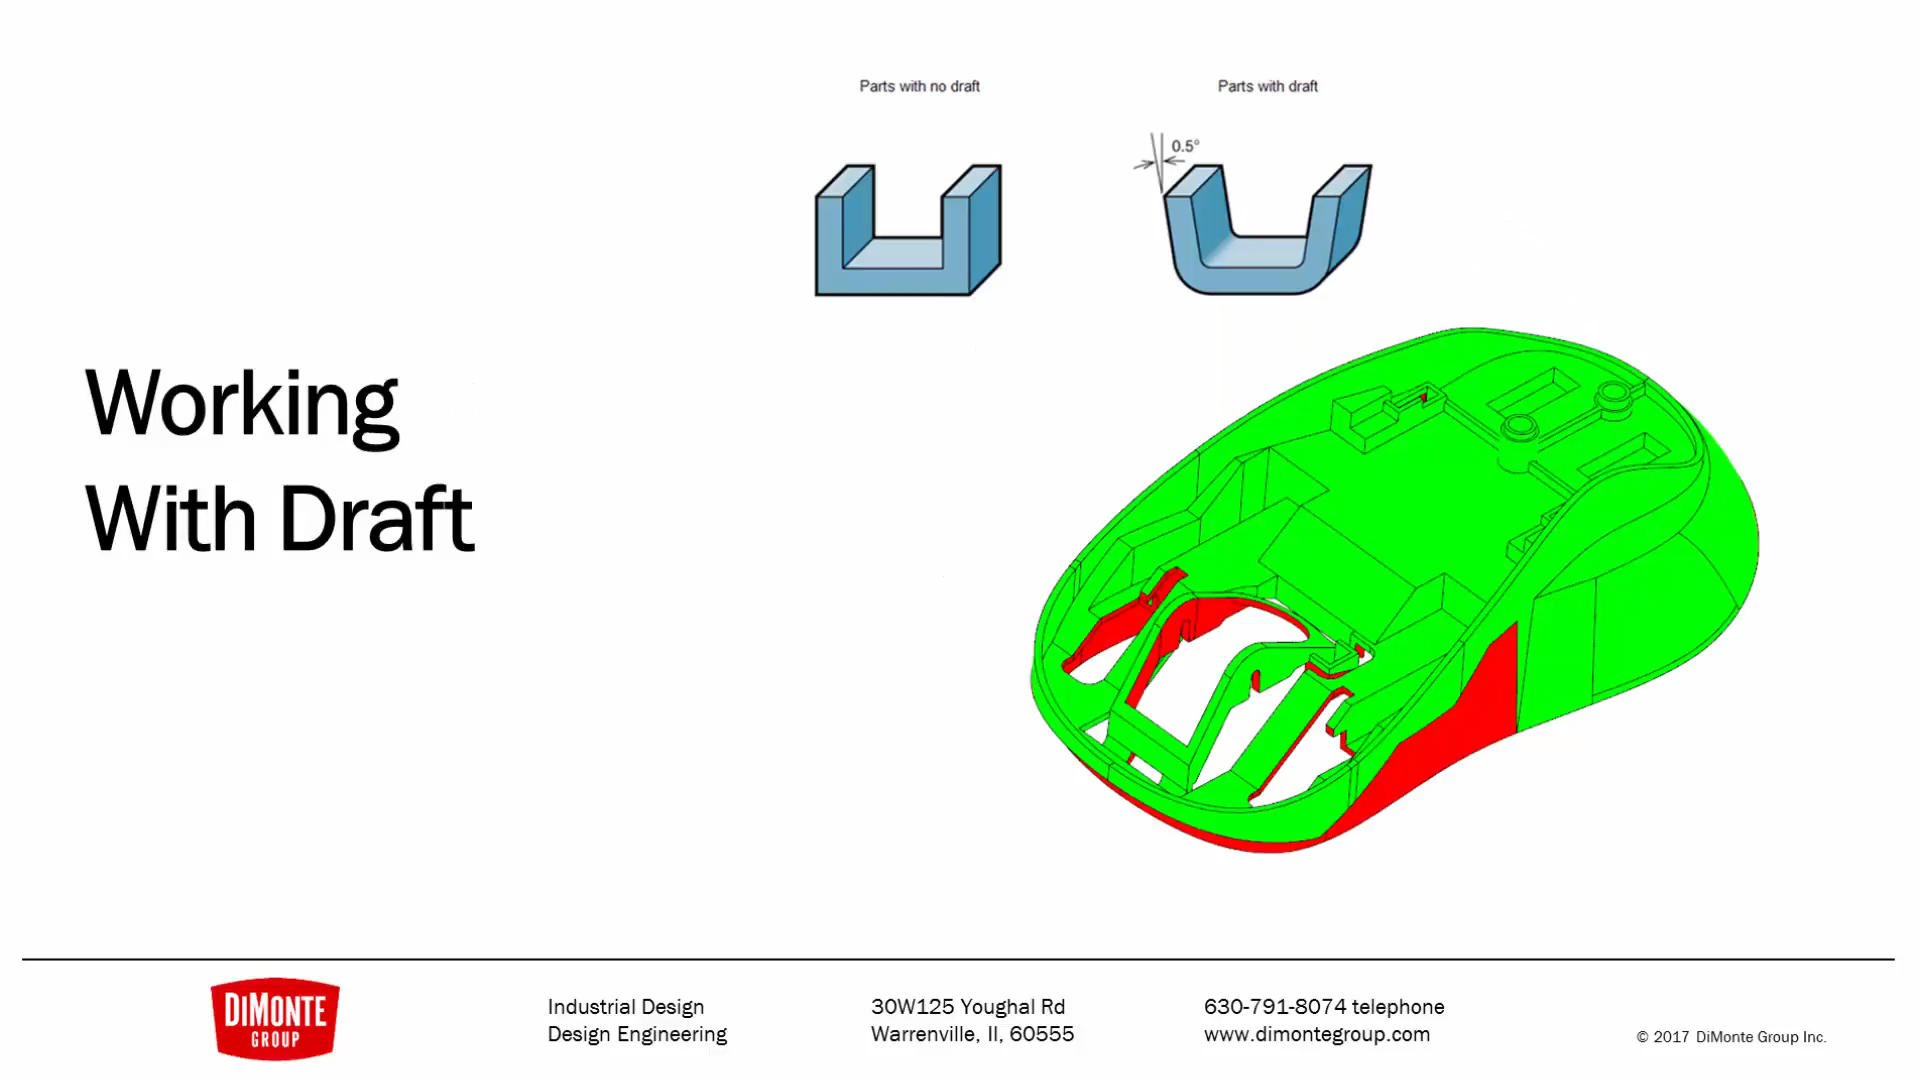 Parts with no draft
Parts with draft
0.5°
Working
With Draft
DiMONTE
GROUP
Industrial Design
Design Engineering
30W125 Youghal Rd
Warrenville, Il, 60555
630-791-8074 telephone
www.dimontegroup.com
© 2017 DiMonte Group Inc.